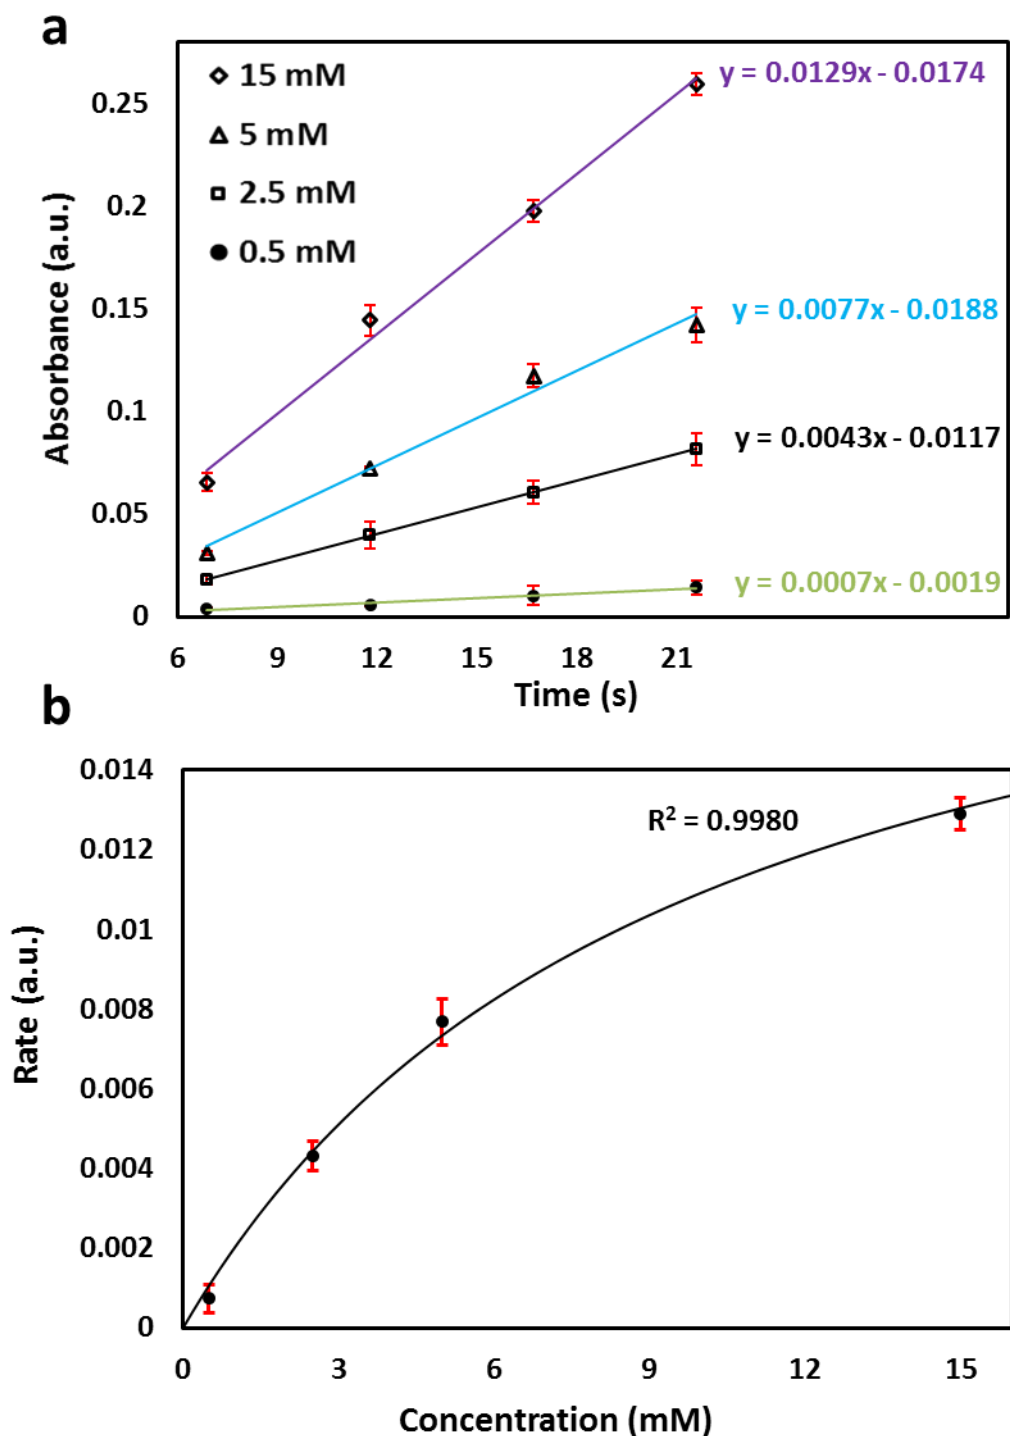 a
15 mM
5 mM
2.5 mM
0.5 mM
y = 0.0129x - 0.0174
y = 0.0077x - 0.0188
y = 0.0043x - 0.0117
y = 0.0007x - 0.0019
Absorbance (a.u.)
0.25
0.2
0.15
0.1
0.05
0
6 9 12 15 18 21
Time (s)
b
R² = 0.9980
Rate (a.u.)
0.014
0.012
0.01
0.008
0.006
0.004
0.002
0
0 3 6 9 12 15
Concentration (mM)